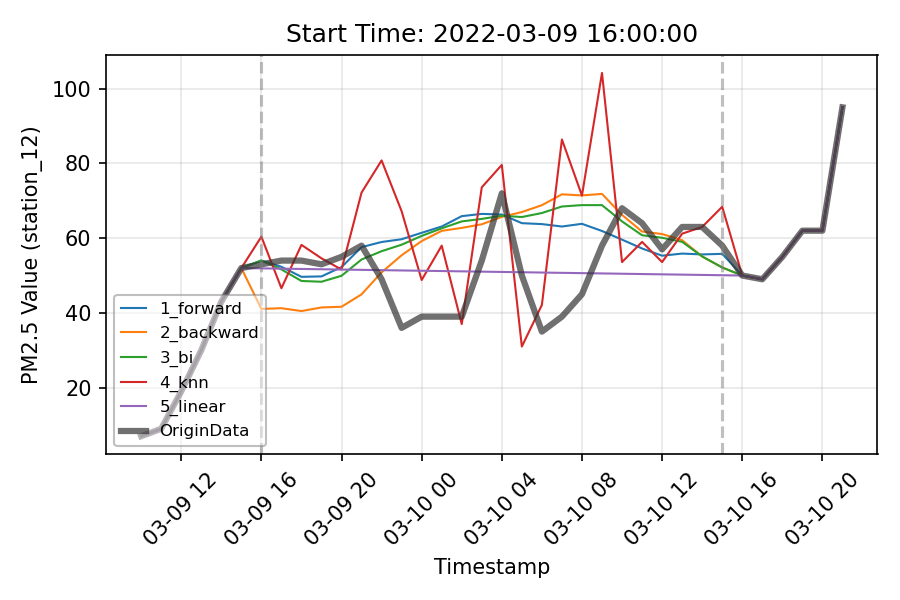 Start Time: 2022-03-09 16:00:00
PM2.5 Value (station_12)
100
80
60
40
20
1_forward
2_backward
3_bi
4_knn
5_linear
OriginData
03-09 12
03-09 16
03-09 20
03-10 00
03-10 04
03-10 08
03-10 12
03-10 16
03-10 20
Timestamp